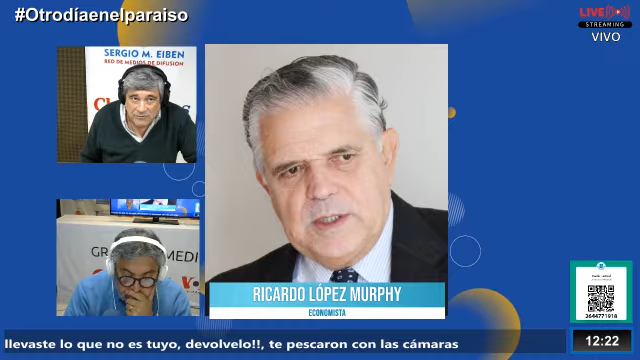 #Otrodíaenelparaiso
LIVE
STREAMING
VIVO
SERGIO M. EIBEN
RED DE MEDIOS DE DIFUSION
RICARDO LÓPEZ MURPHY
ECONOMISTA
2644771918
llevaste lo que no es tuyo, devolvelo!!, te pescaron con las cámaras
12:22